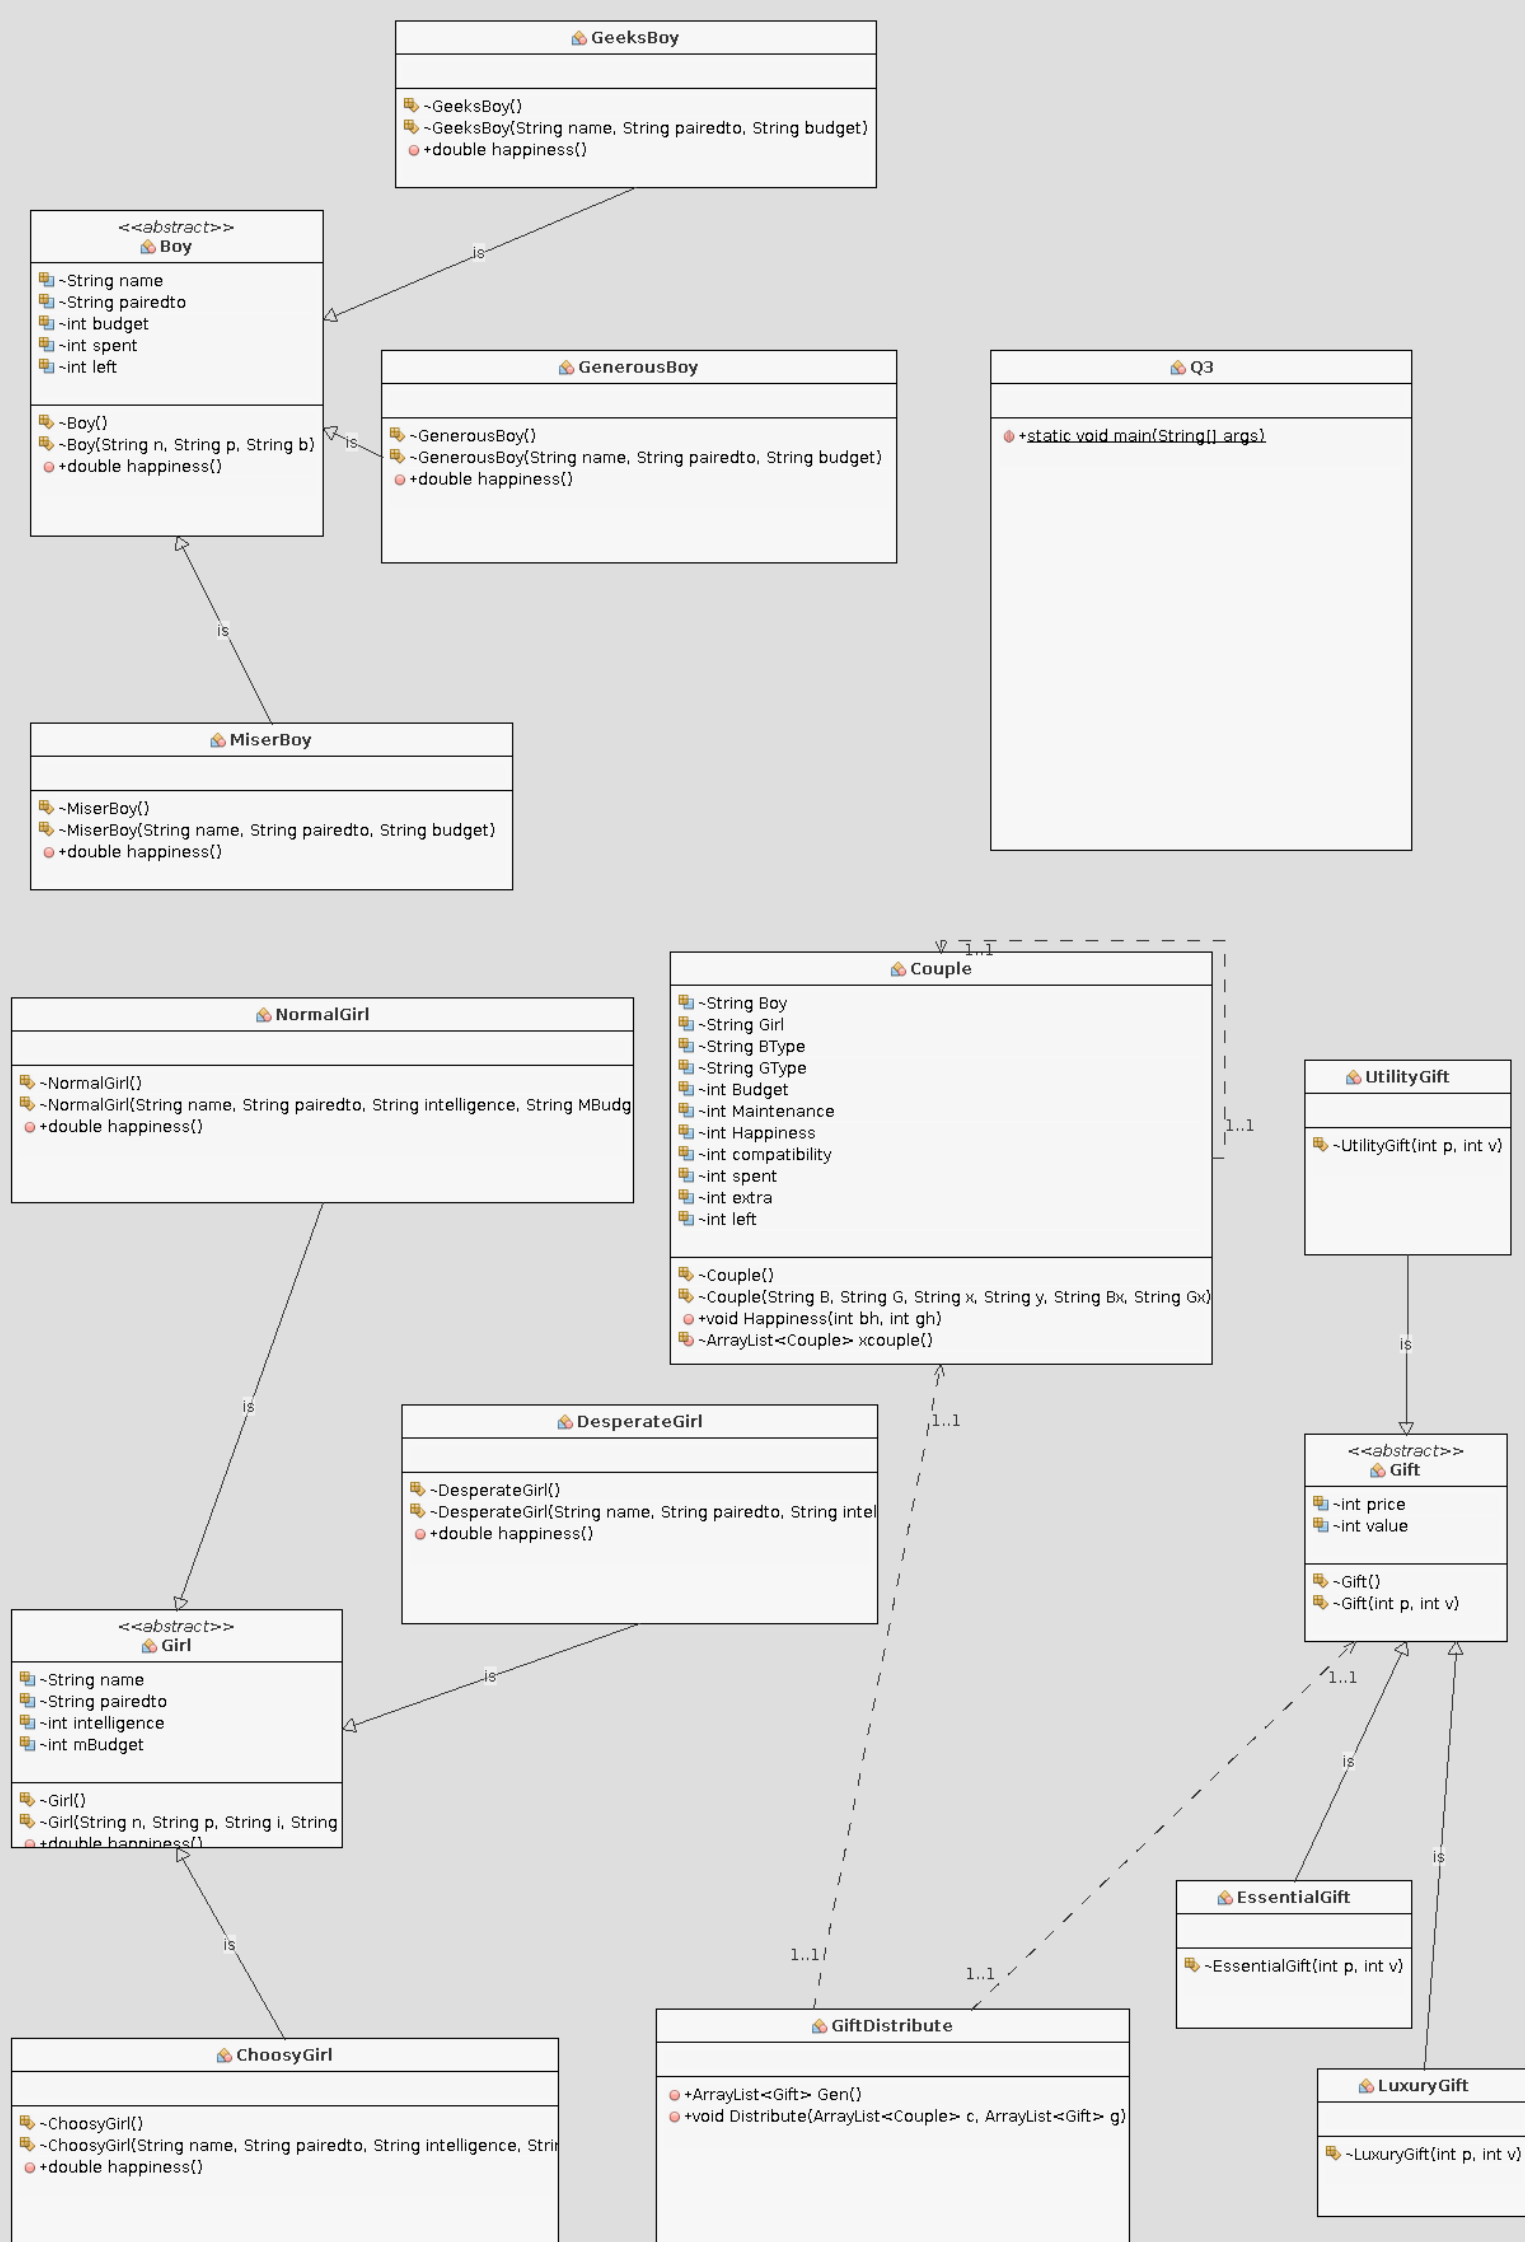 GeeksBoy
~GeeksBoy()
~GeeksBoy(String name, String pairedto, String budget)
+double happiness()
is
<<abstract>>
Boy
~String name
~String pairedto
~int budget
~int spent
~int left
~Boy()
~Boy(String n, String p, String b)
+double happiness()
is
GenerousBoy
~GenerousBoy()
~GenerousBoy(String name, String pairedto, String budget)
+double happiness()
Q3
+static void main(String[] args)
is
MiserBoy
~MiserBoy()
~MiserBoy(String name, String pairedto, String budget)
+double happiness()
NormalGirl
~NormalGirl()
~NormalGirl(String name, String pairedto, String intelligence, String MBudg
+double happiness()
1..1
Couple
~String Boy
~String Girl
~String BType
~String GType
~int Budget
~int Maintenance
~int Happiness
~int compatibility
~int spent
~int extra
~int left
~Couple()
~Couple(String B, String G, String x, String y, String Bx, String Gx)
+void Happiness(int bh, int gh)
~ArrayList<Couple> xcouple()
1..1
UtilityGift
~UtilityGift(int p, int v)
is
is
DesperateGirl
~DesperateGirl()
~DesperateGirl(String name, String pairedto, String intel
+double happiness()
1..1
<<abstract>>
Gift
~int price
~int value
~Gift()
~Gift(int p, int v)
<<abstract>>
Girl
~String name
~String pairedto
~int intelligence
~int mBudget
~Girl()
~Girl(String n, String p, String i, String
+double happiness()
is
1..1
is
is
EssentialGift
~EssentialGift(int p, int v)
is
1..1
1..1
ChoosyGirl
~ChoosyGirl()
~ChoosyGirl(String name, String pairedto, String intelligence, Strin
+double happiness()
GiftDistribute
+ArrayList<Gift> Gen()
+void Distribute(ArrayList<Couple> c, ArrayList<Gift> g)
LuxuryGift
~LuxuryGift(int p, int v)